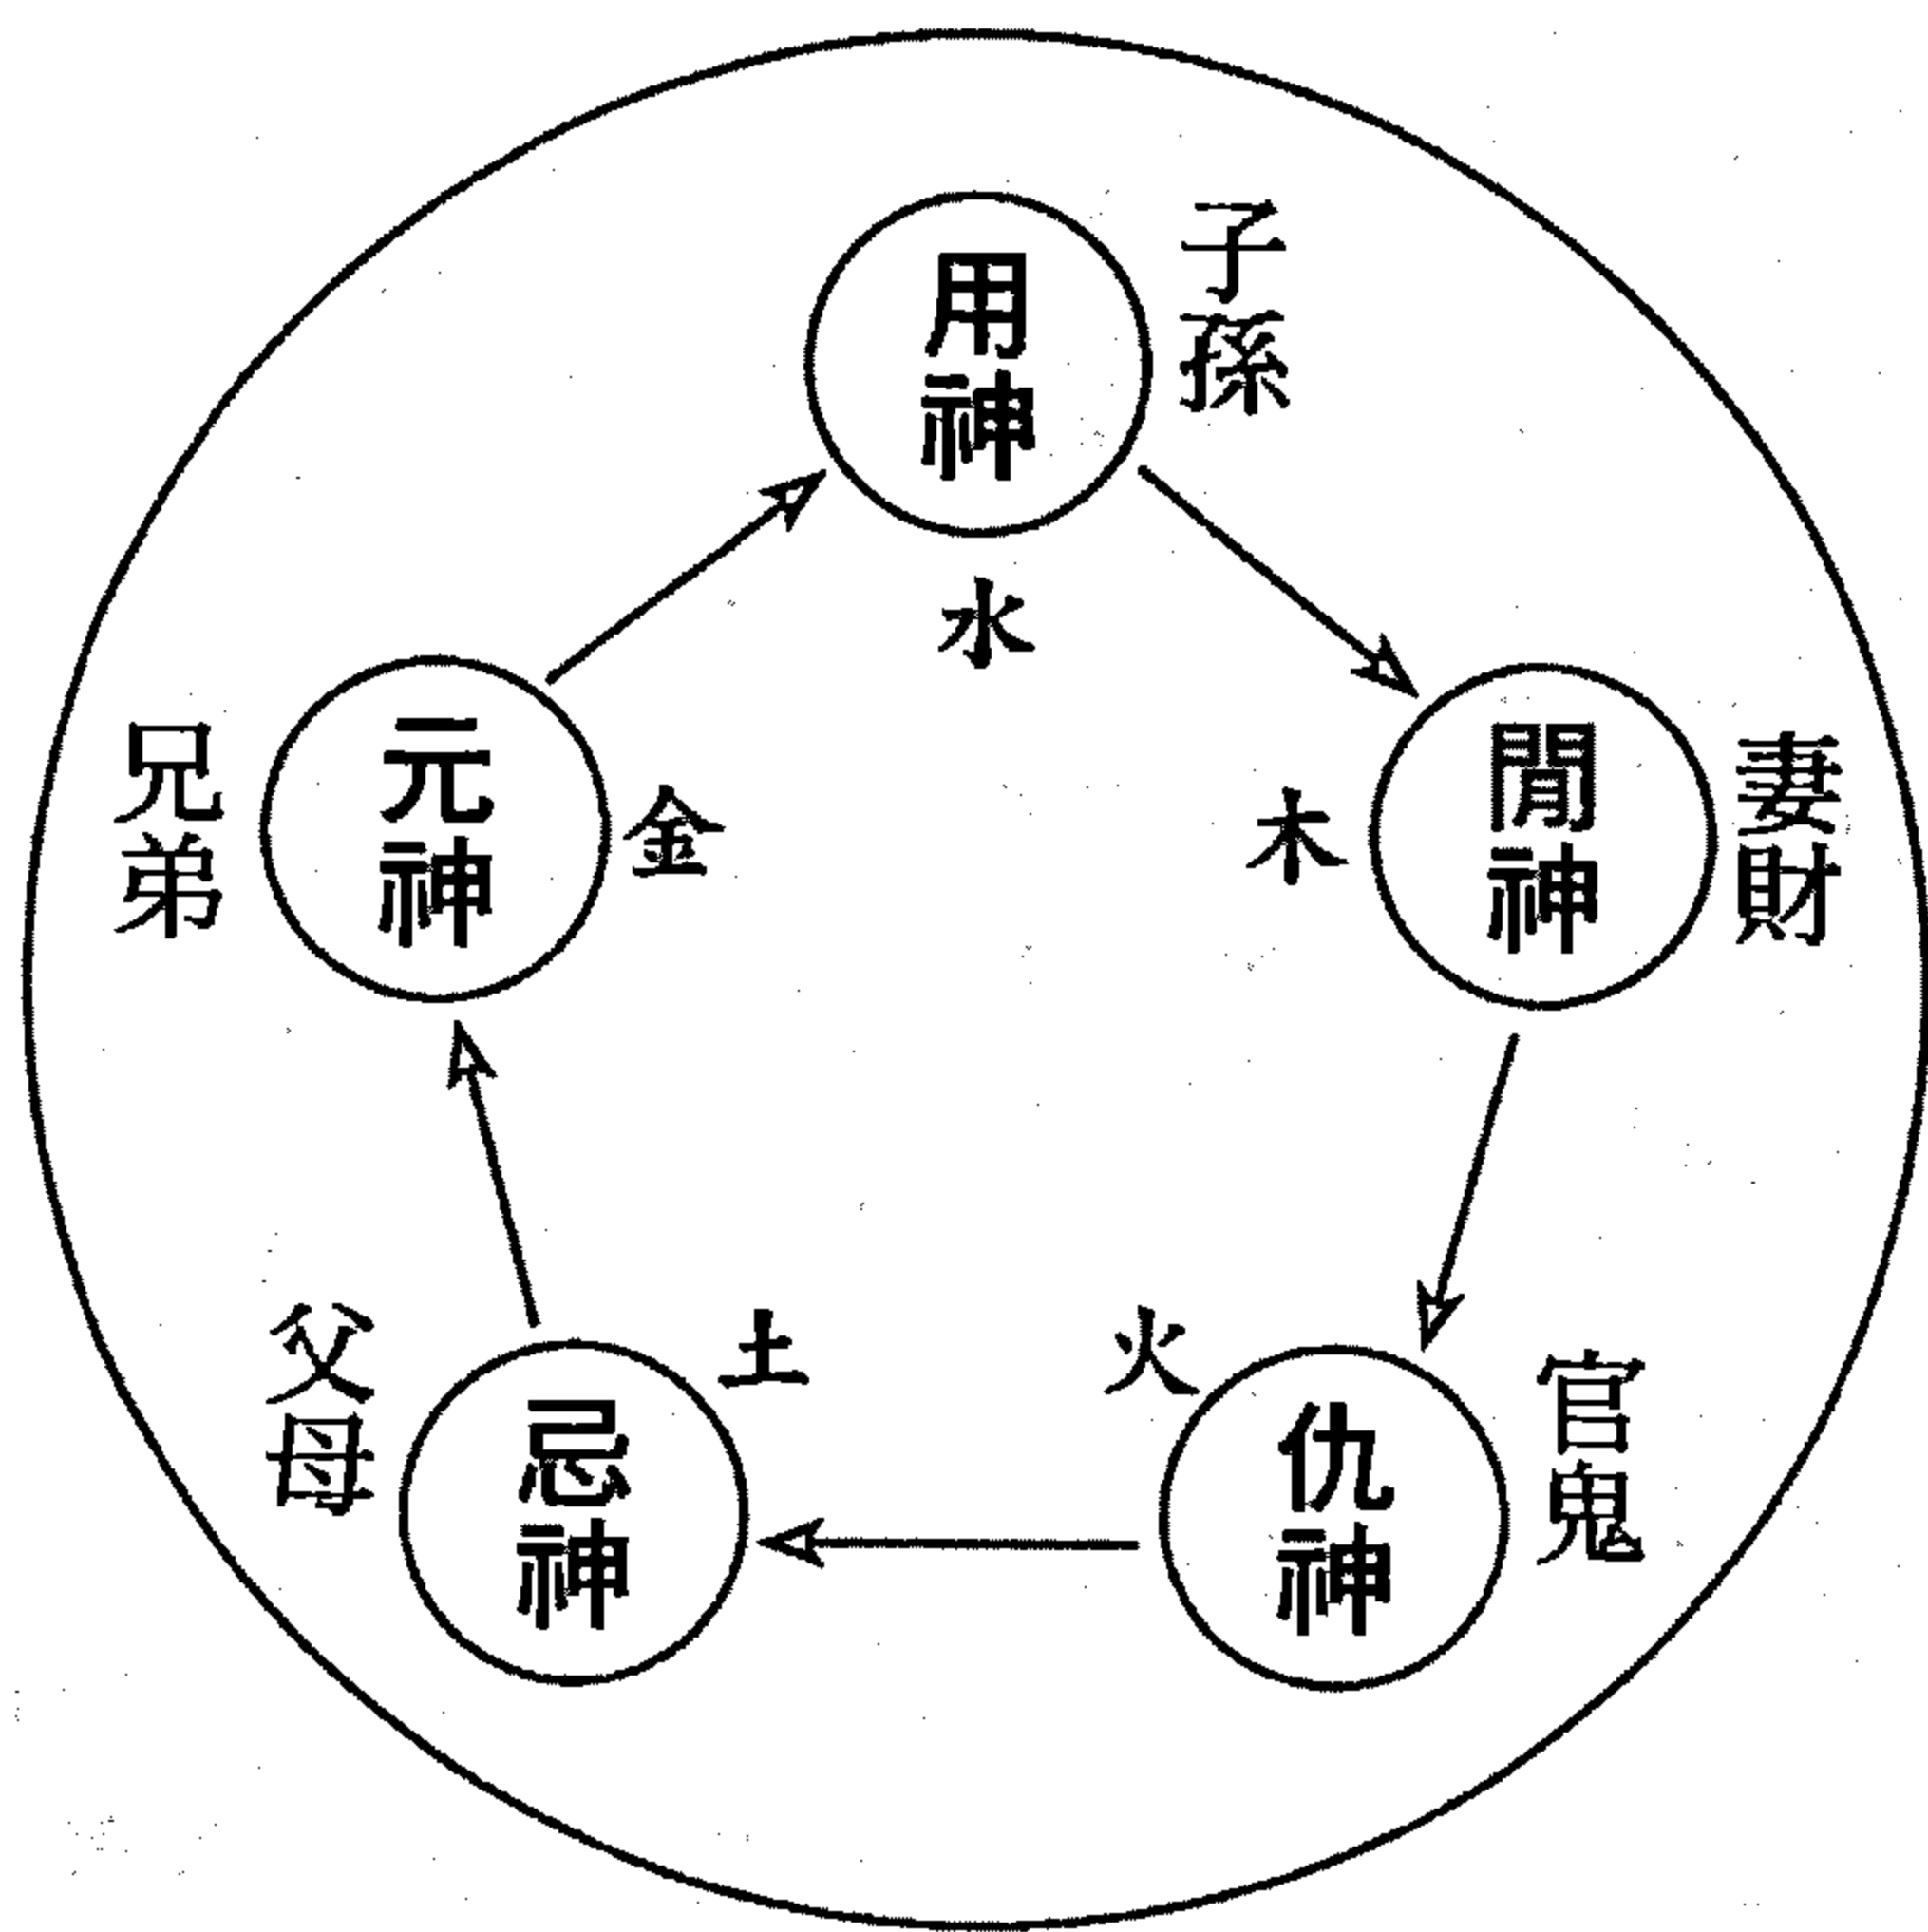 子孫
用神
水
兄弟
元神
金
木
閒神
妻財
父母
忌神
土
火
仇神
官鬼